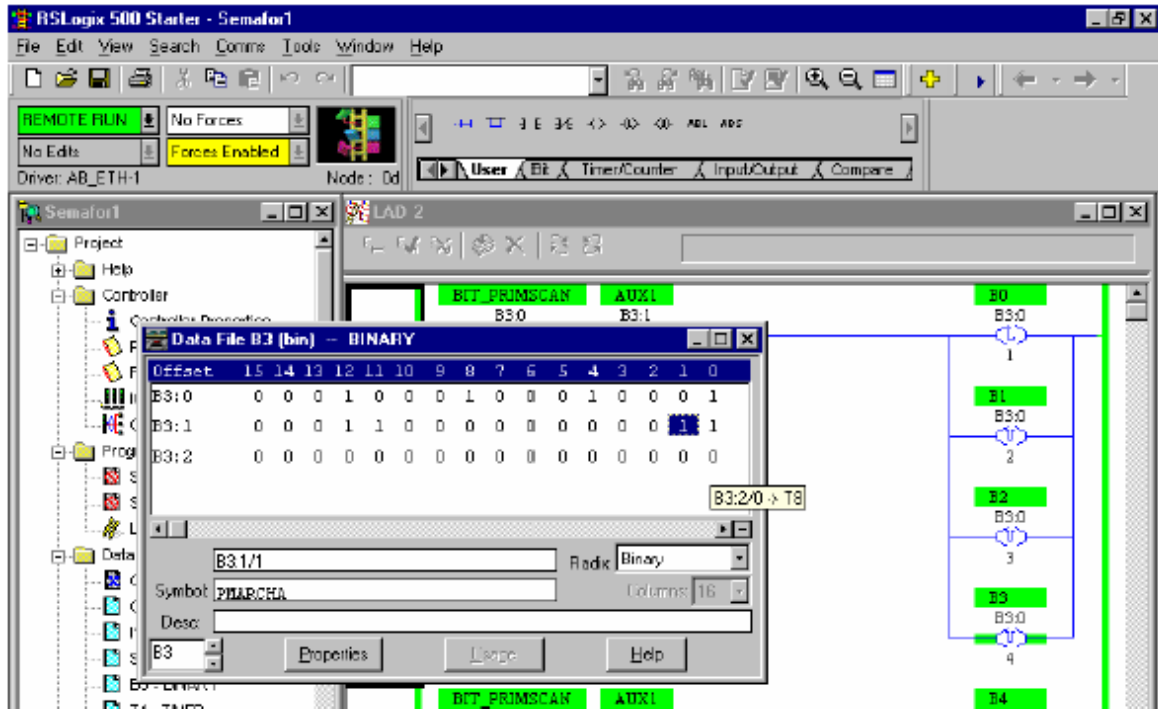 RSLogix 500 Starter - Semafor1
File Edit View Search Comms Tools Window Help
REMOTE RUN No Forces
No Edits Forces Enabled
Driver: AB_ETH-1 Node : 0d
ABL ABS
User Bit Timer/Counter Input/Output Compare
Semafor1
LAD 2
Project
Help
Controller
Controller Properties
BIT_PRIMSCAN AUX1 B0
B3:0 B3:1 B3:0
L
1
Data File B3 (bin) -- BINARY
Offset 15 14 13 12 11 10 9 8 7 6 5 4 3 2 1 0
B3:0 0 0 0 1 0 0 0 1 0 0 0 1 0 0 0 1
B3:1 0 0 0 1 1 0 0 0 0 0 0 0 0 0 1 1
B3:2 0 0 0 0 0 0 0 0 0 0 0 0 0 0 0 0
B3:2/0 -> T8
B1
B3:0
U
2
B2
B3:0
U
3
B3
B3:0
U
4
Prog
Data
B3:1/1 Radix: Binary
Symbol: PMARCHA Columns: 16
Desc:
B3 Properties Usage Help
B3 - BINARY
T4 - TIMER
BIT_PRIMSCAN AUX1 B4